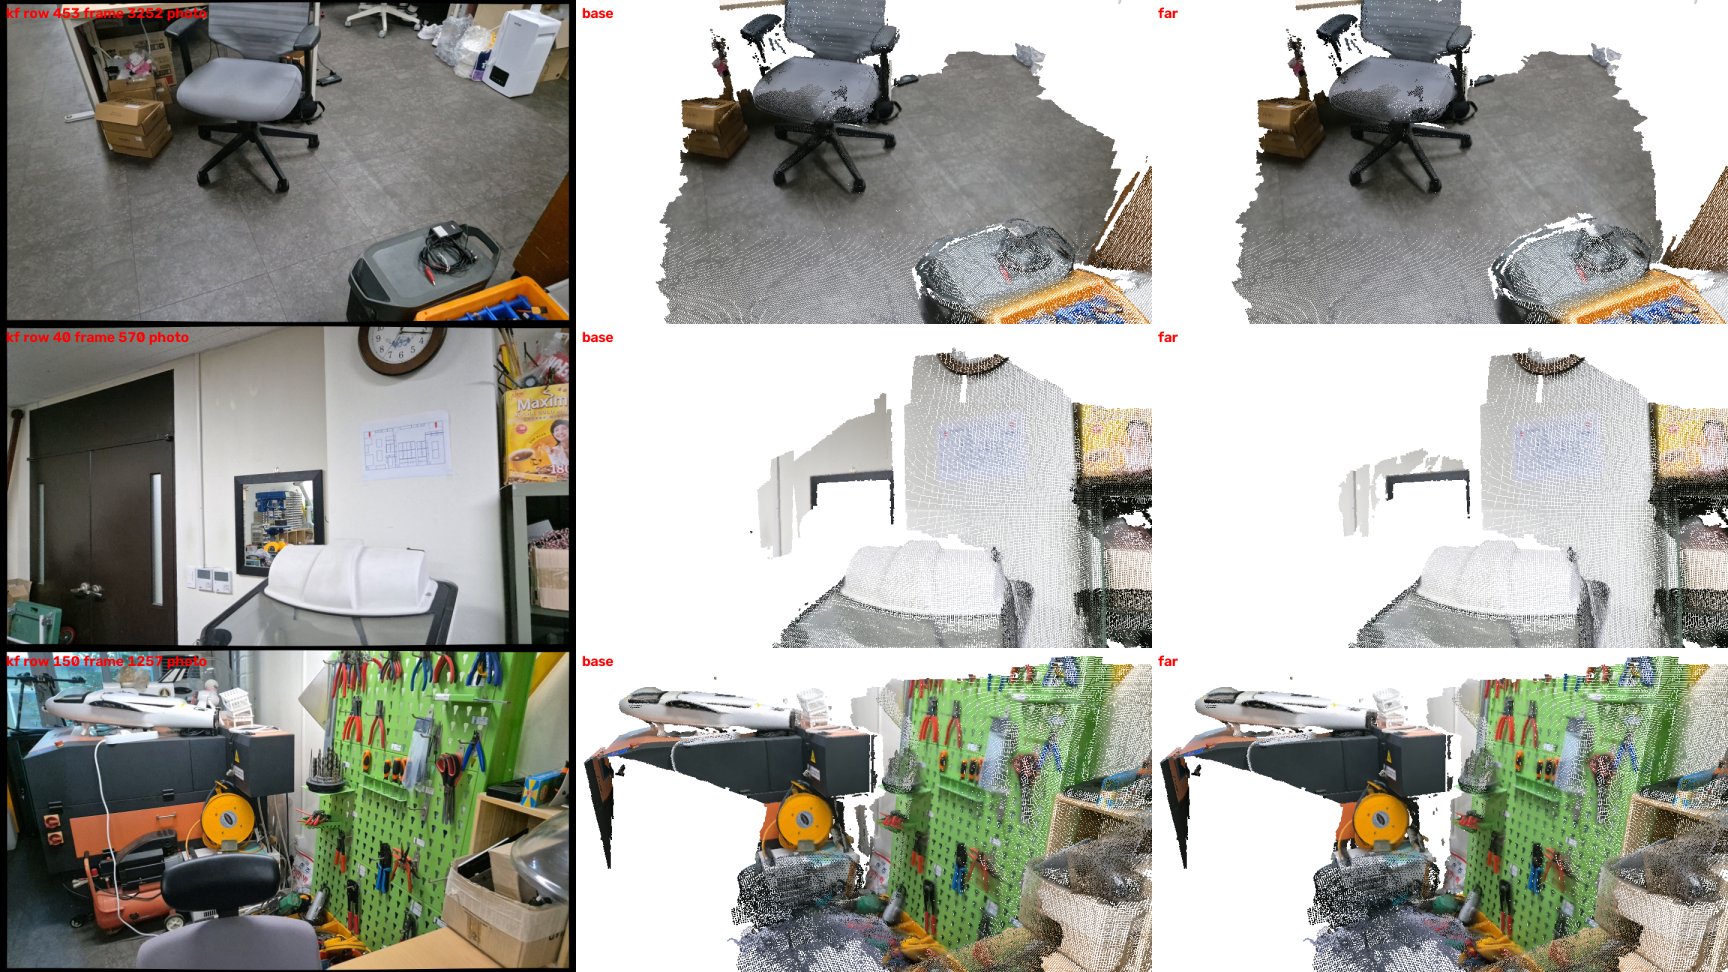 kf row 453 frame 3252 photo
base
far
kf row 40 frame 570 photo
base
far
Maxim
180
kf row 150 frame 1257 photo
base
far